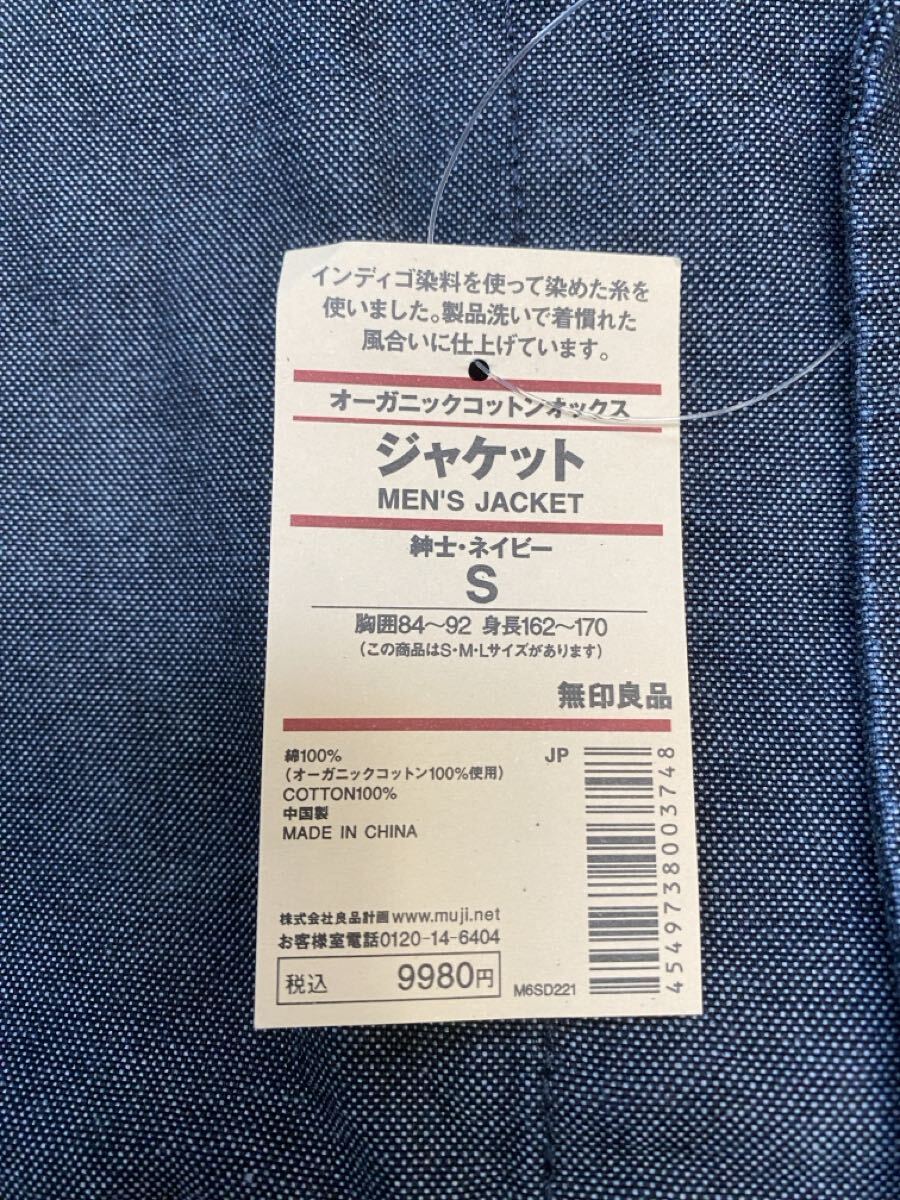 インディゴ染料を使って染めた糸を
使いました。製品洗いで着慣れた
風合いに仕上げています。
オーガニックコットンオックス
ジャケット
MEN'S JACKET
紳士・ネイビー
S
胸囲84〜92 身長162〜170
(この商品はS・M・Lサイズがあります)
無印良品
綿100%
(オーガニックコットン100%使用)
COTTON100%
中国製
MADE IN CHINA
JP
4549738003748
株式会社良品計画 www.muji.net
お客様室電話0120-14-6404
税込 9980円
M6SD221